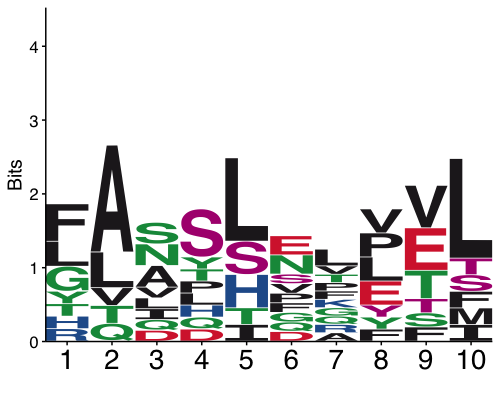 4
3
2
1
0
Bits
F L G Y T H R
A L V T Q
S N A V L T Q D
S Y T P L H Q D
L S H T I
E N S V P F G Q D
L V T P F K G Q R A
V P L E Y Y F
V E T T S F
L T S F M I
1 2 3 4 5 6 7 8 9 10